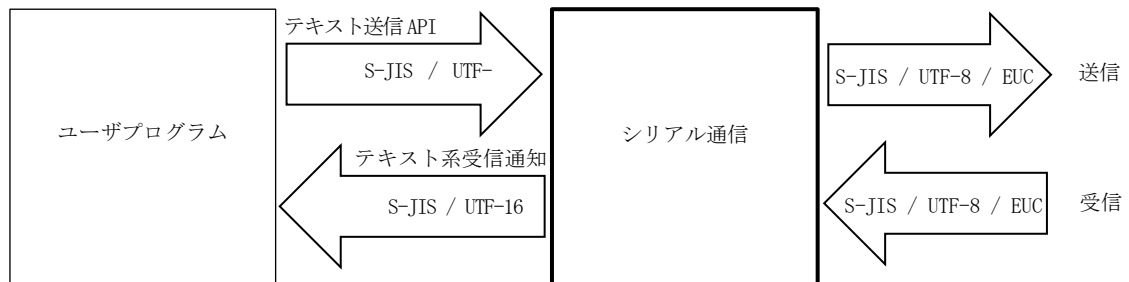 テキスト送信API
S-JIS / UTF-
S-JIS / UTF-8 / EUC
送信
ユーザプログラム
シリアル通信
テキスト系受信通知
S-JIS / UTF-16
S-JIS / UTF-8 / EUC
受信